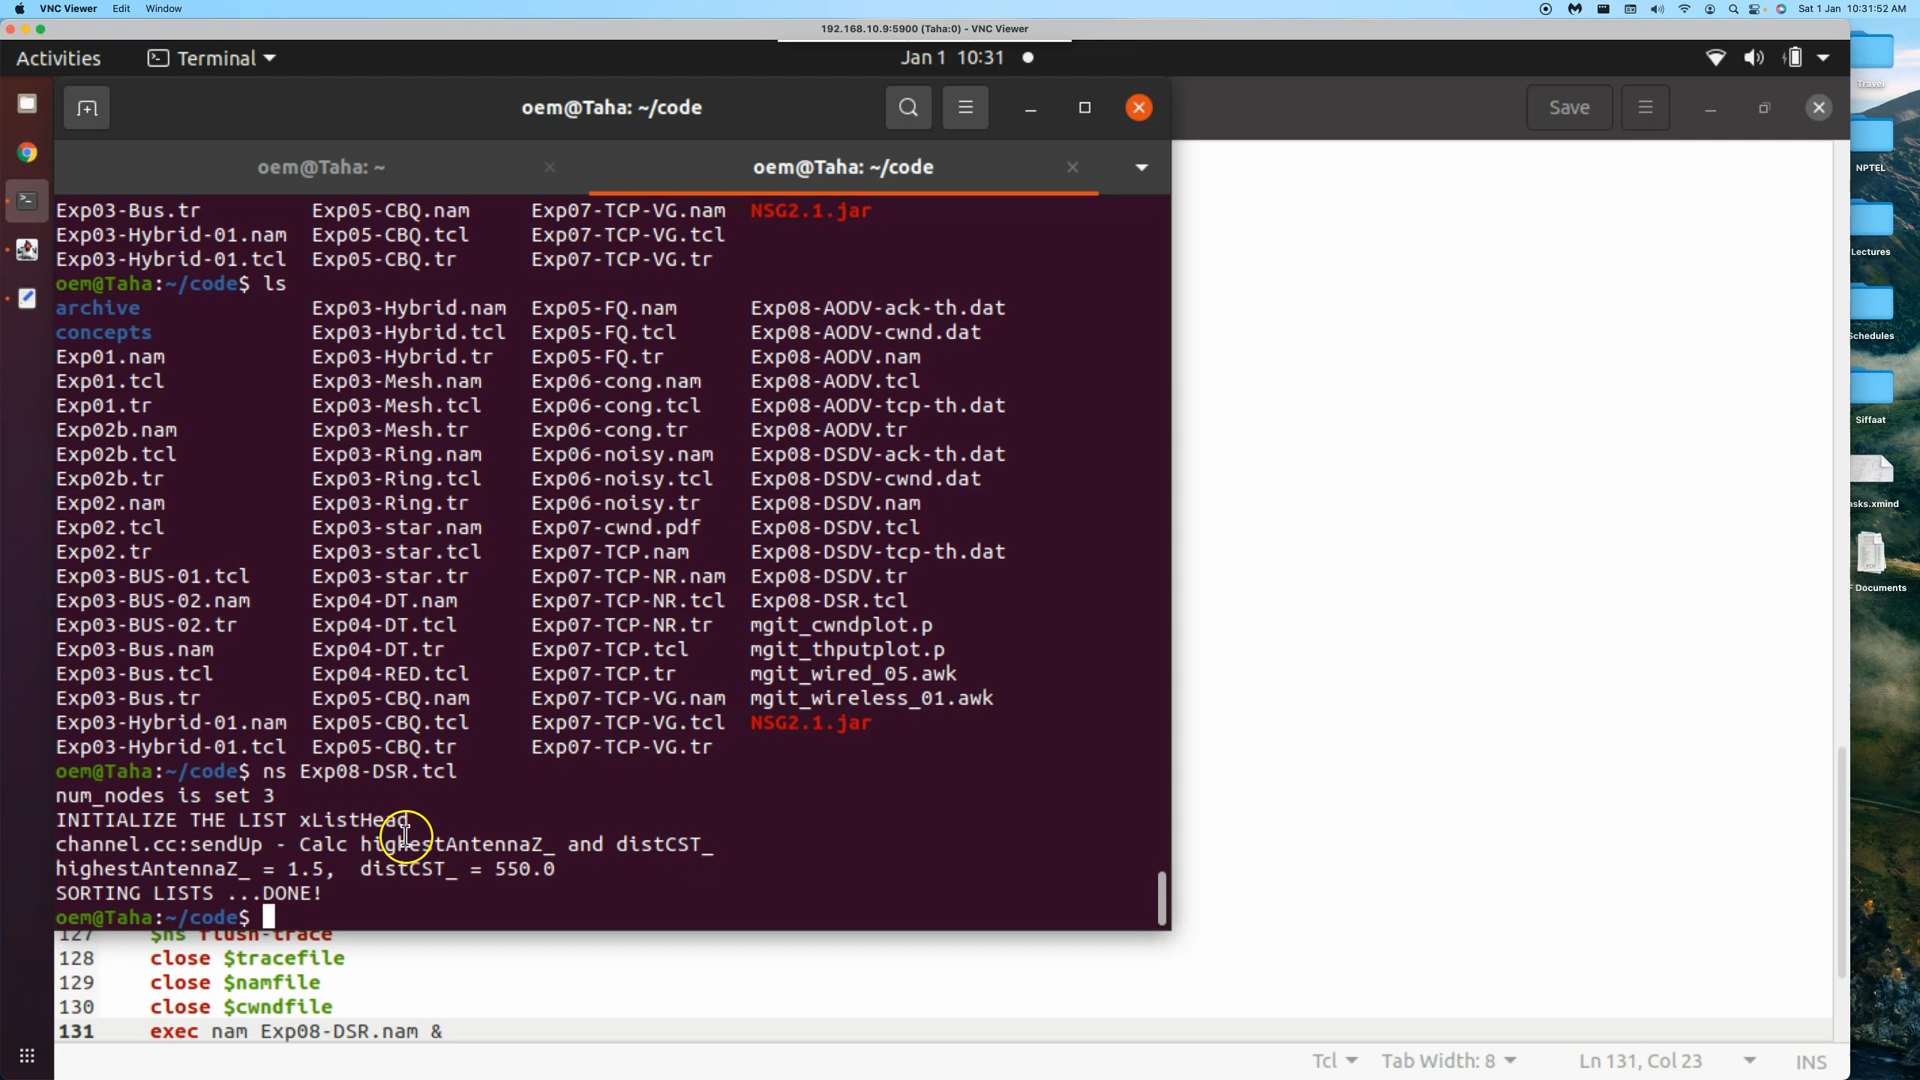 VNC Viewer Edit Window Sat 1 Jan 10:31:52 AM
192.168.10.9:5900 (Taha:0) - VNC Viewer
Activities Terminal Jan 1 10:31
oem@Taha: ~/code Save
oem@Taha: ~ oem@Taha: ~/code
Exp03-Bus.tr Exp05-CBQ.nam Exp07-TCP-VG.nam NSG2.1.jar
Exp03-Hybrid-01.nam Exp05-CBQ.tcl Exp07-TCP-VG.tcl
Exp03-Hybrid-01.tcl Exp05-CBQ.tr Exp07-TCP-VG.tr
oem@Taha:~/code$ ls
archive Exp03-Hybrid.nam Exp05-FQ.nam Exp08-AODV-ack-th.dat
concepts Exp03-Hybrid.tcl Exp05-FQ.tcl Exp08-AODV-cwnd.dat
Exp01.nam Exp03-Hybrid.tr Exp05-FQ.tr Exp08-AODV.nam
Exp01.tcl Exp03-Mesh.nam Exp06-cong.nam Exp08-AODV.tcl
Exp01.tr Exp03-Mesh.tcl Exp06-cong.tcl Exp08-AODV-tcp-th.dat
Exp02b.nam Exp03-Mesh.tr Exp06-cong.tr Exp08-AODV.tr
Exp02b.tcl Exp03-Ring.nam Exp06-noisy.nam Exp08-DSDV-ack-th.dat
Exp02b.tr Exp03-Ring.tcl Exp06-noisy.tcl Exp08-DSDV-cwnd.dat
Exp02.nam Exp03-Ring.tr Exp06-noisy.tr Exp08-DSDV.nam
Exp02.tcl Exp03-star.nam Exp07-cwnd.pdf Exp08-DSDV.tcl
Exp02.tr Exp03-star.tcl Exp07-TCP.nam Exp08-DSDV-tcp-th.dat
Exp03-BUS-01.tcl Exp03-star.tr Exp07-TCP-NR.nam Exp08-DSDV.tr
Exp03-BUS-02.nam Exp04-DT.nam Exp07-TCP-NR.tcl Exp08-DSR.tcl
Exp03-BUS-02.tr Exp04-DT.tcl Exp07-TCP-NR.tr mgit_cwndplot.p
Exp03-Bus.nam Exp04-DT.tr Exp07-TCP.tcl mgit_thputplot.p
Exp03-Bus.tcl Exp04-RED.tcl Exp07-TCP.tr mgit_wired_05.awk
Exp03-Bus.tr Exp05-CBQ.nam Exp07-TCP-VG.nam mgit_wireless_01.awk
Exp03-Hybrid-01.nam Exp05-CBQ.tcl Exp07-TCP-VG.tcl NSG2.1.jar
Exp03-Hybrid-01.tcl Exp05-CBQ.tr Exp07-TCP-VG.tr
oem@Taha:~/code$ ns Exp08-DSR.tcl
num_nodes is set 3
INITIALIZE THE LIST xListHead
channel.cc:sendUp - Calc highestAntennaZ_ and distCST_
highestAntennaZ_ = 1.5, distCST_ = 550.0
SORTING LISTS ...DONE!
oem@Taha:~/code$
127 $ns flush-trace
128 close $tracefile
129 close $namfile
130 close $cwndfile
131 exec nam Exp08-DSR.nam &
Tcl Tab Width: 8 Ln 131, Col 23 INS
Travel
NPTEL
Lectures
Schedules
Siffaat
sks.xmind
F Documents